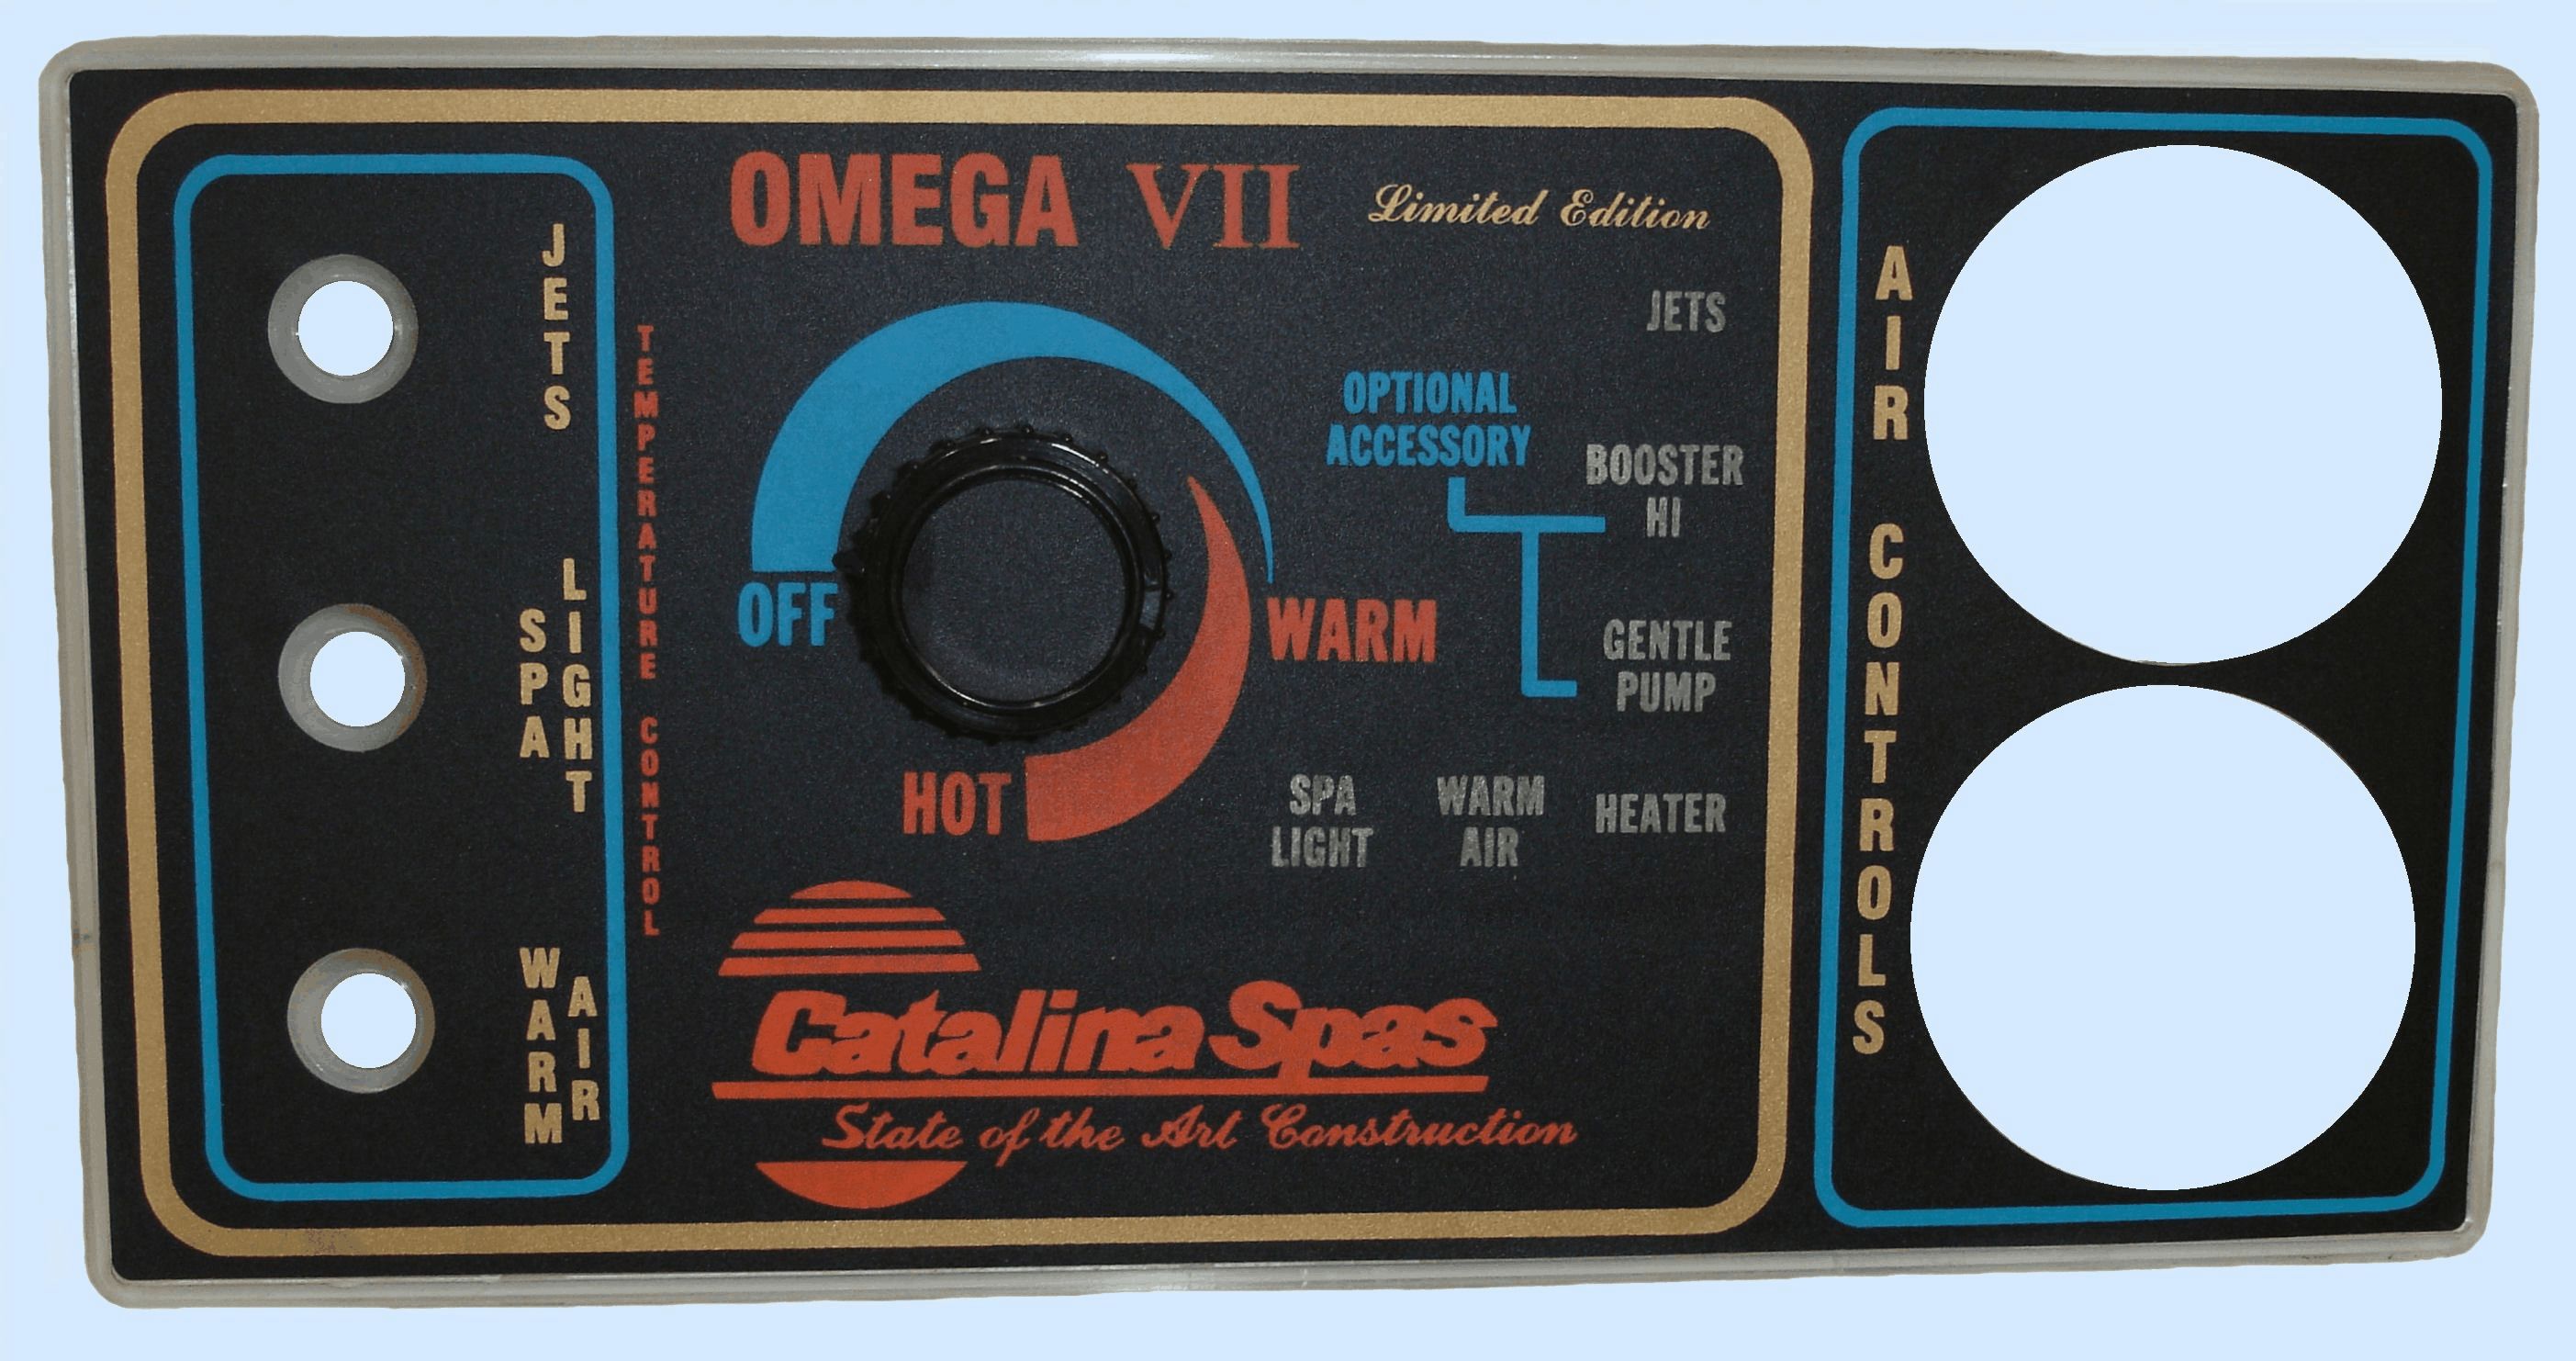 OMEGA VII Limited Edition
JETS
SPA LIGHT
WARM AIR
TEMPERATURE CONTROL
OFF
WARM
HOT
JETS
OPTIONAL
ACCESSORY
BOOSTER
HI
GENTLE
PUMP
SPA
LIGHT
WARM
AIR
HEATER
Catalina Spas
State of the Art Construction
AIR CONTROLS